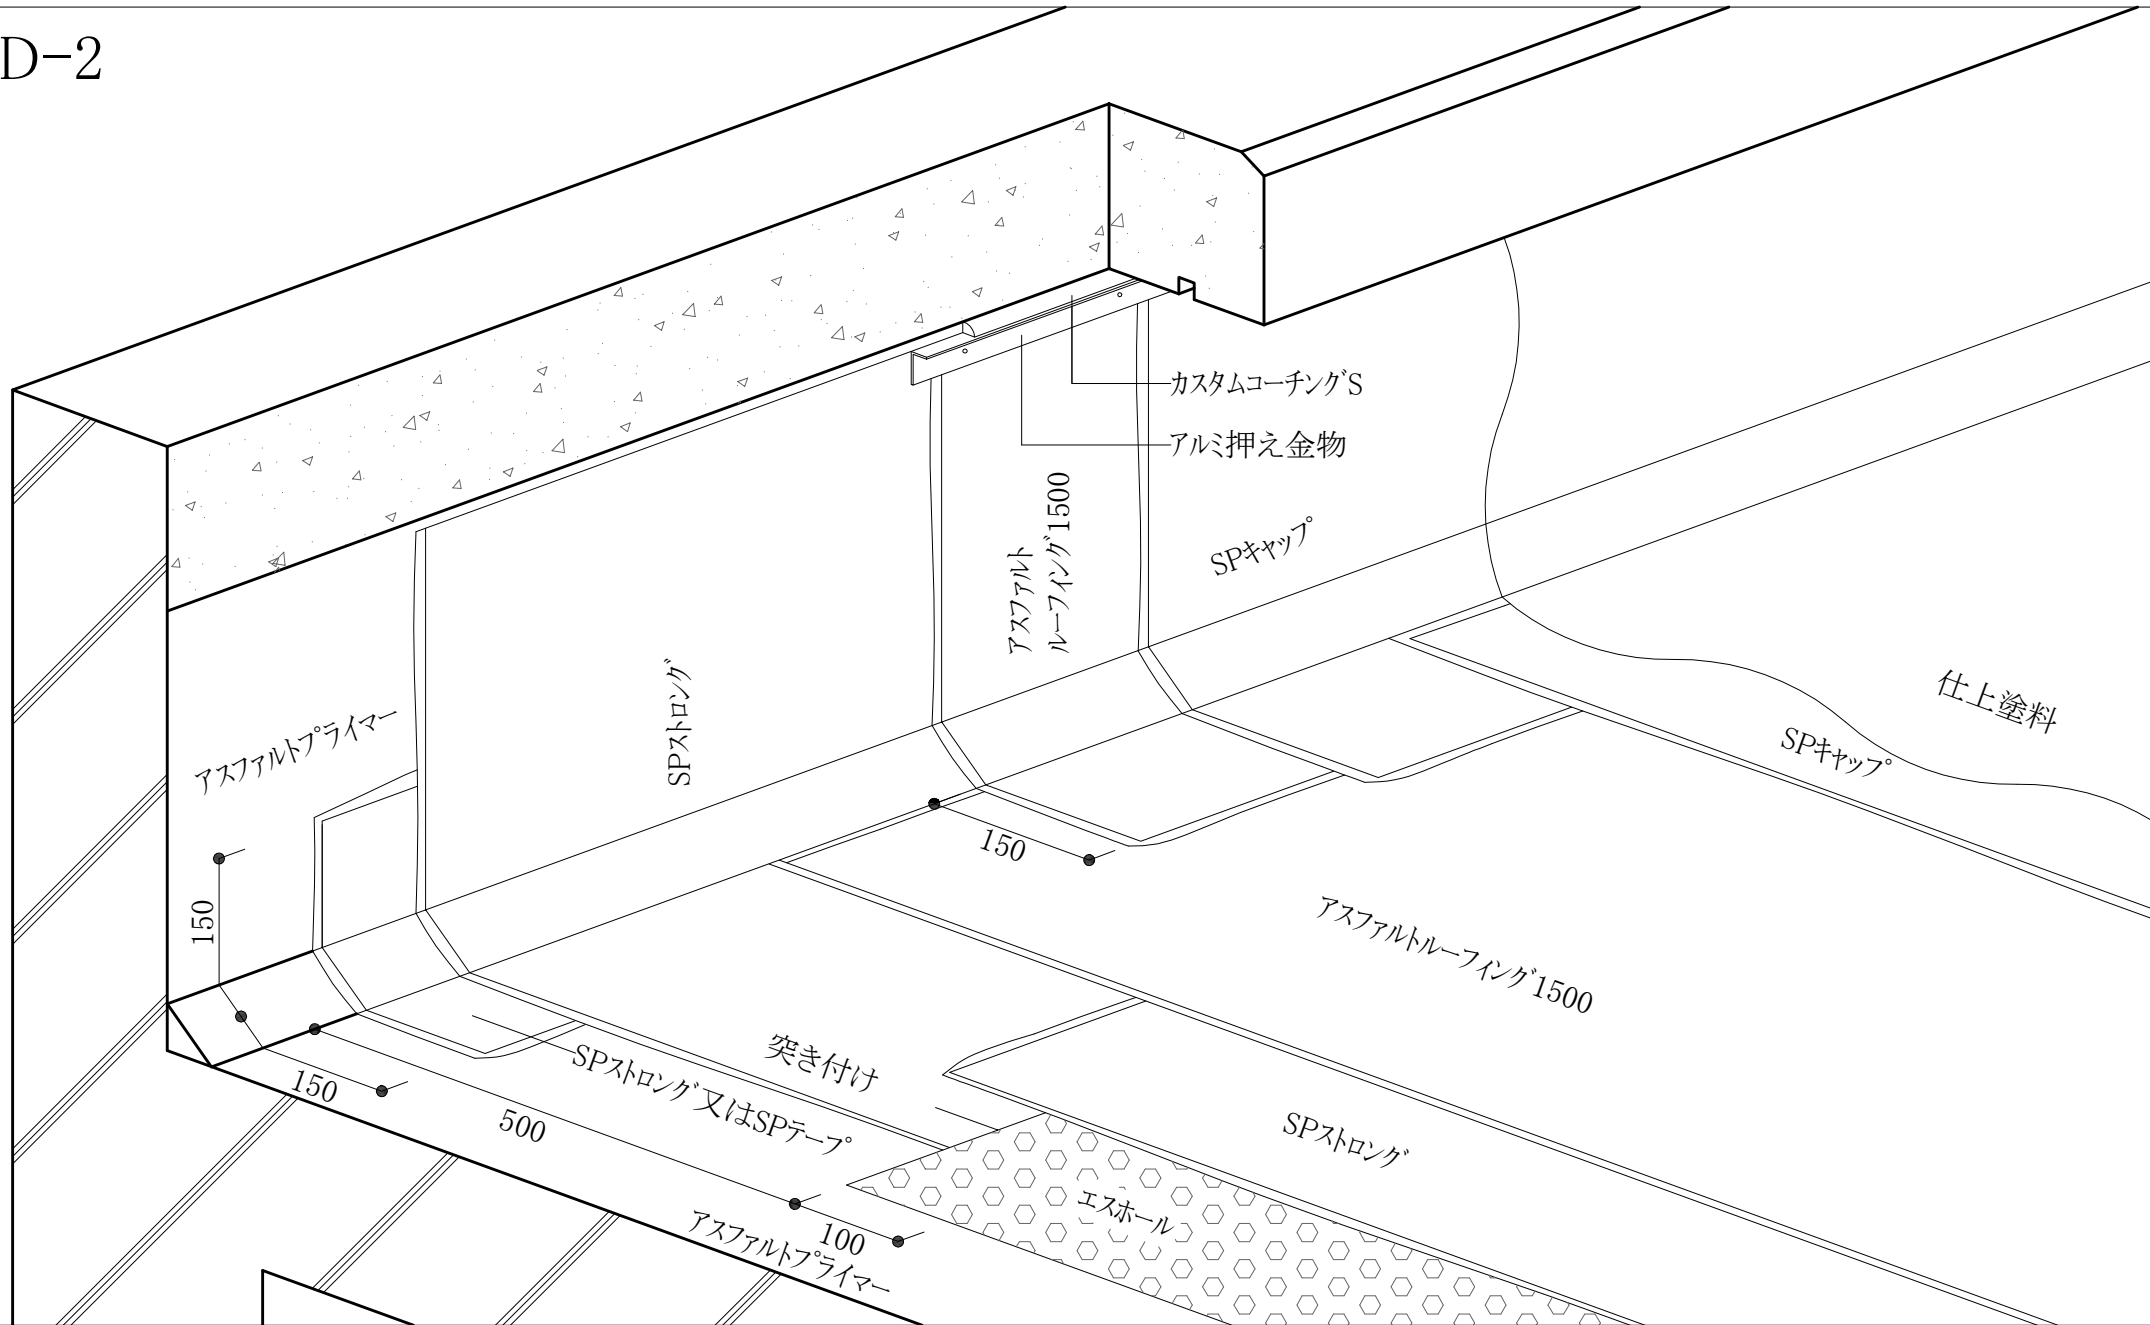 D-2
カスタムコーチングS
アルミ押え金物
アスファルト
ルーフィング1500
SPキャップ
SPストロング
アスファルトプライマー
仕上塗料
SPキャップ
150
150
アスファルトルーフィング1500
突き付け
SPストロング又はSPテープ
150
500
SPストロング
エスホール
100
アスファルトプライマー